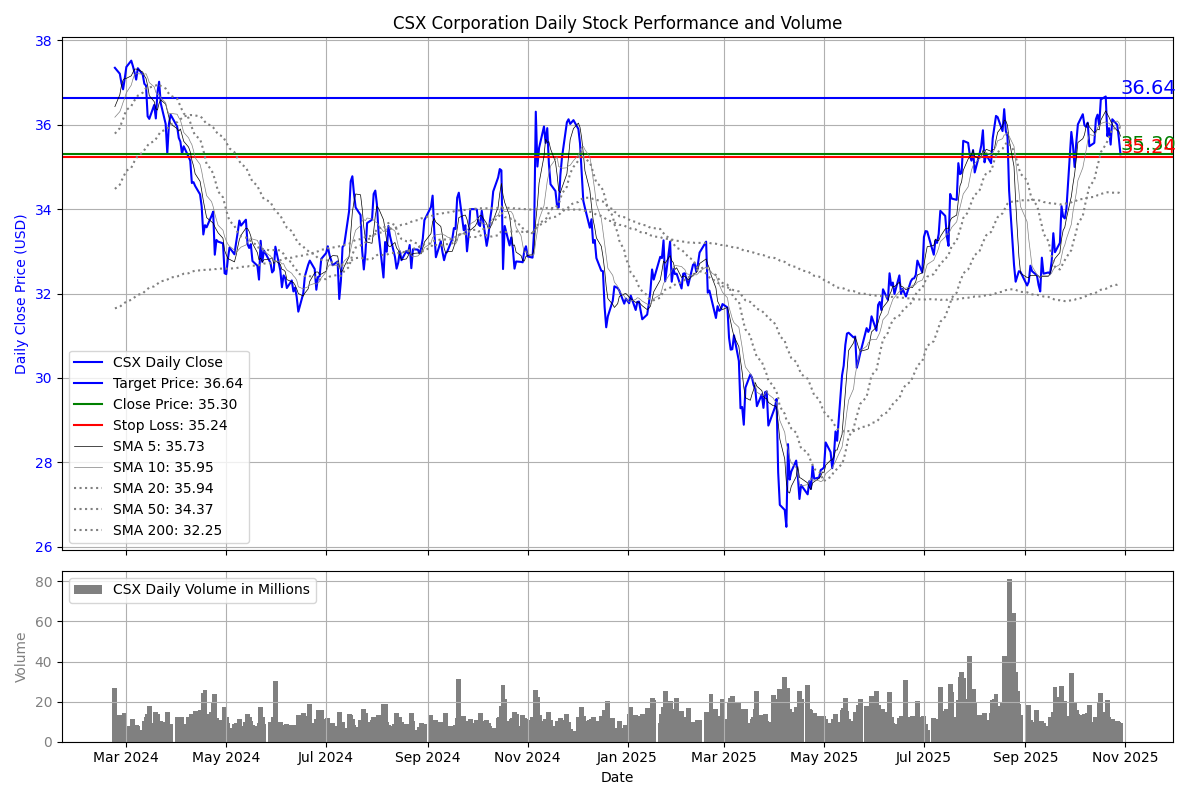 CSX Corporation Daily Stock Performance and Volume
38
36
34
32
30
28
26
Daily Close Price (USD)
36.64
35.30
35.24
CSX Daily Close
Target Price: 36.64
Close Price: 35.30
Stop Loss: 35.24
SMA 5: 35.73
SMA 10: 35.95
SMA 20: 35.94
SMA 50: 34.37
SMA 200: 32.25
80
60
40
20
0
Volume
CSX Daily Volume in Millions
Mar 2024 May 2024 Jul 2024 Sep 2024 Nov 2024 Jan 2025 Mar 2025 May 2025 Jul 2025 Sep 2025 Nov 2025
Date